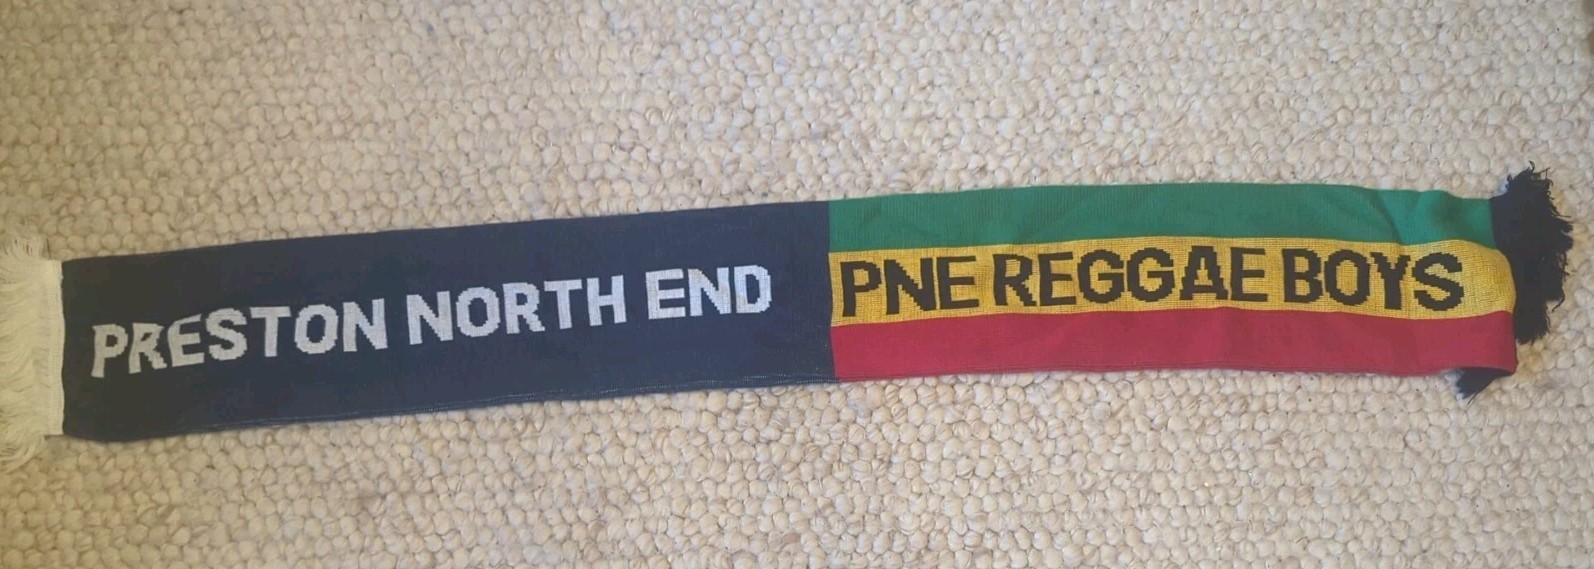 PRESTON NORTH END
PNE REGGAE BOYS